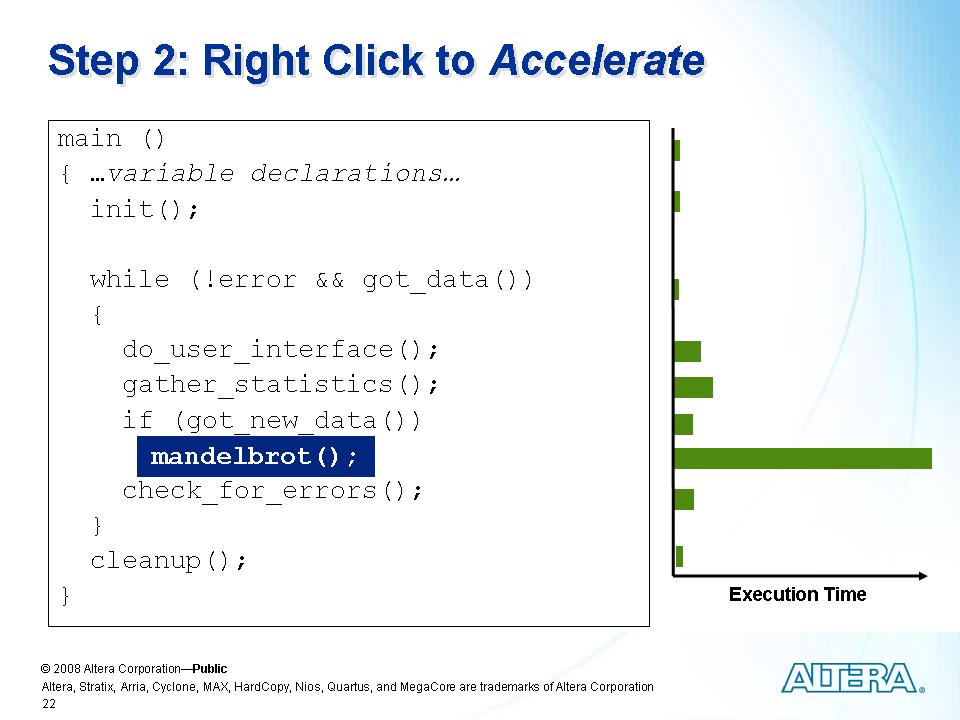 Step 2: Right Click to Accelerate
main ()
{ …variable declarations…
init();
while (!error && got_data())
{
do_user_interface();
gather_statistics();
if (got_new_data())
mandelbrot();
check_for_errors();
}
cleanup();
}
Execution Time
© 2008 Altera Corporation—Public
Altera, Stratix, Arria, Cyclone, MAX, HardCopy, Nios, Quartus, and MegaCore are trademarks of Altera Corporation
22
ALTERA®